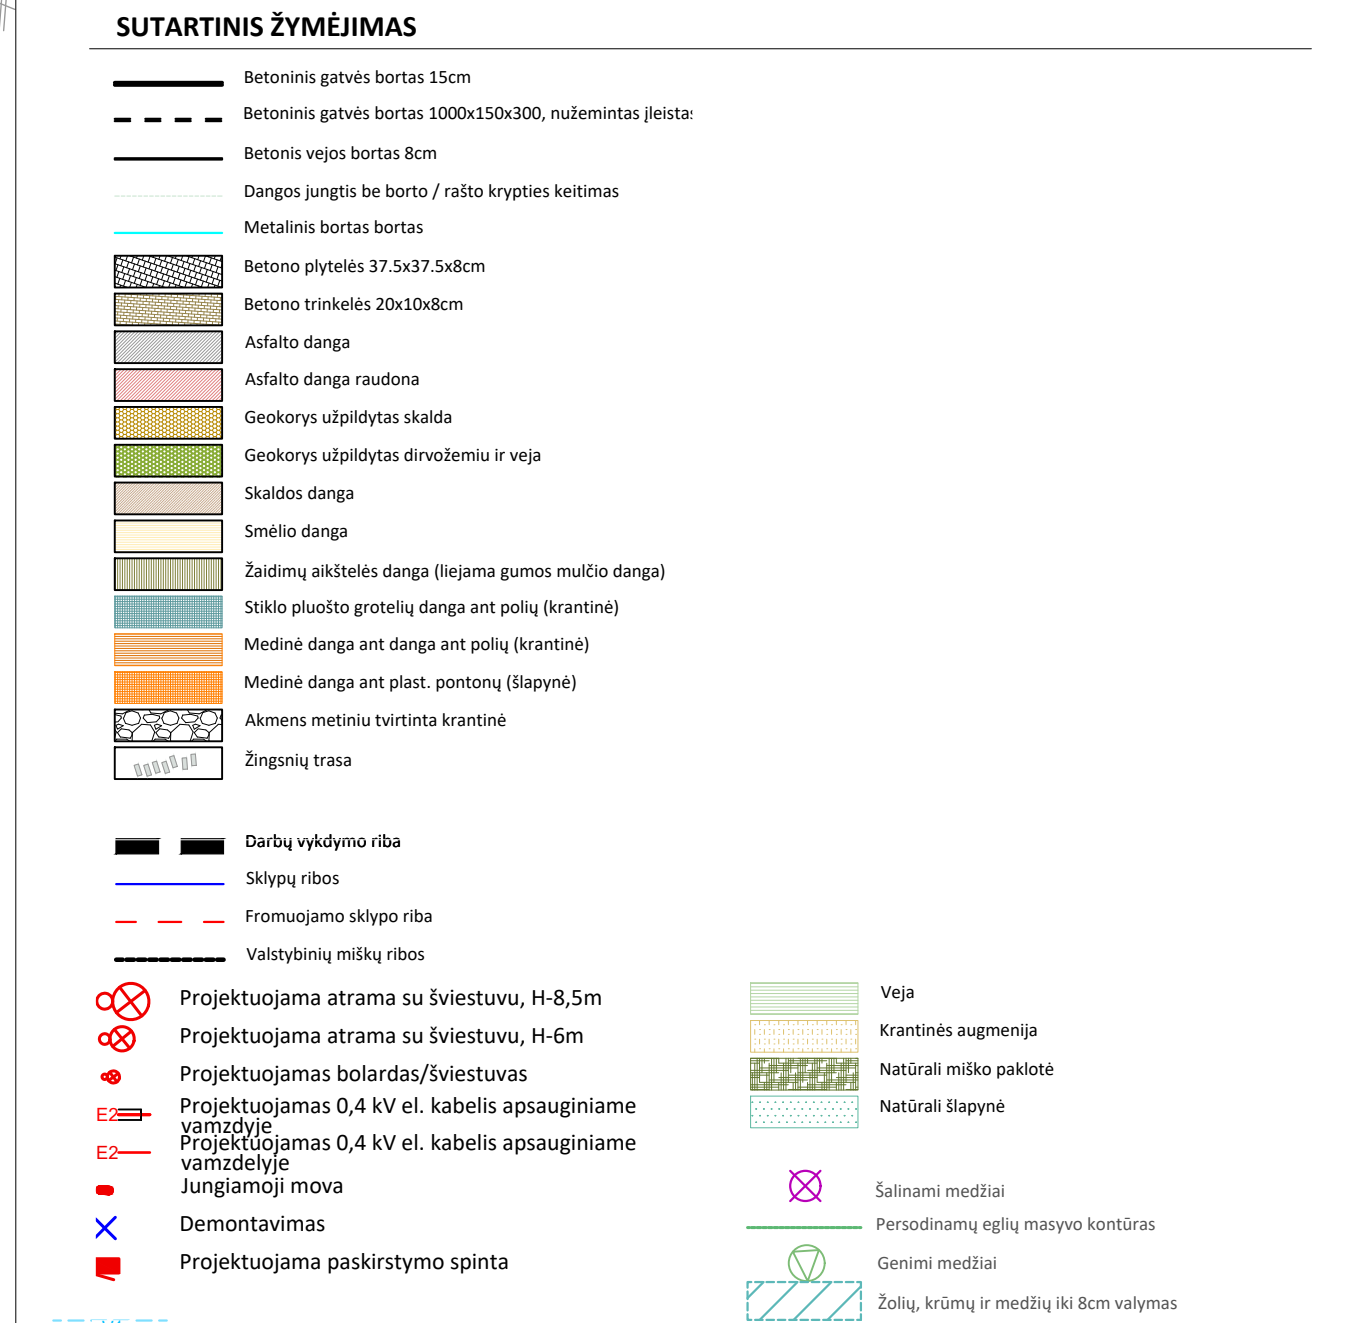 SUTARTINIS ŽYMĖJIMAS
Betoninis gatvės bortas 15cm
Betoninis gatvės bortas 1000x150x300, nužemintas įleistas
Betonis vejos bortas 8cm
Dangos jungtis be borto / rašto krypties keitimas
Metalinis bortas bortas
Betono plytelės 37.5x37.5x8cm
Betono trinkelės 20x10x8cm
Asfalto danga
Asfalto danga raudona
Geokorys užpildytas skalda
Geokorys užpildytas dirvožemiu ir veja
Skaldos danga
Smėlio danga
Žaidimų aikštelės danga (liejama gumos mulčio danga)
Stiklo pluošto grotelių danga ant polių (krantinė)
Medinė danga ant danga ant polių (krantinė)
Medinė danga ant plast. pontonų (šlapynė)
Akmens metiniu tvirtinta krantinė
Žingsnių trasa
Darbų vykdymo riba
Sklypų ribos
Fromuojamo sklypo riba
Valstybinių miškų ribos
Projektuojama atrama su šviestuvu, H-8,5m
Projektuojama atrama su šviestuvu, H-6m
Projektuojamas bolardas/šviestuvas
E2 Projektuojamas 0,4 kV el. kabelis apsauginiame
vamzdyje
E2 Projektuojamas 0,4 kV el. kabelis apsauginiame
vamzdelyje
Jungiamoji mova
Demontavimas
Projektuojama paskirstymo spinta
Veja
Krantinės augmenija
Natūrali miško paklotė
Natūrali šlapynė
Šalinami medžiai
Persodinamų eglių masyvo kontūras
Genimi medžiai
Žolių, krūmų ir medžių iki 8cm valymas